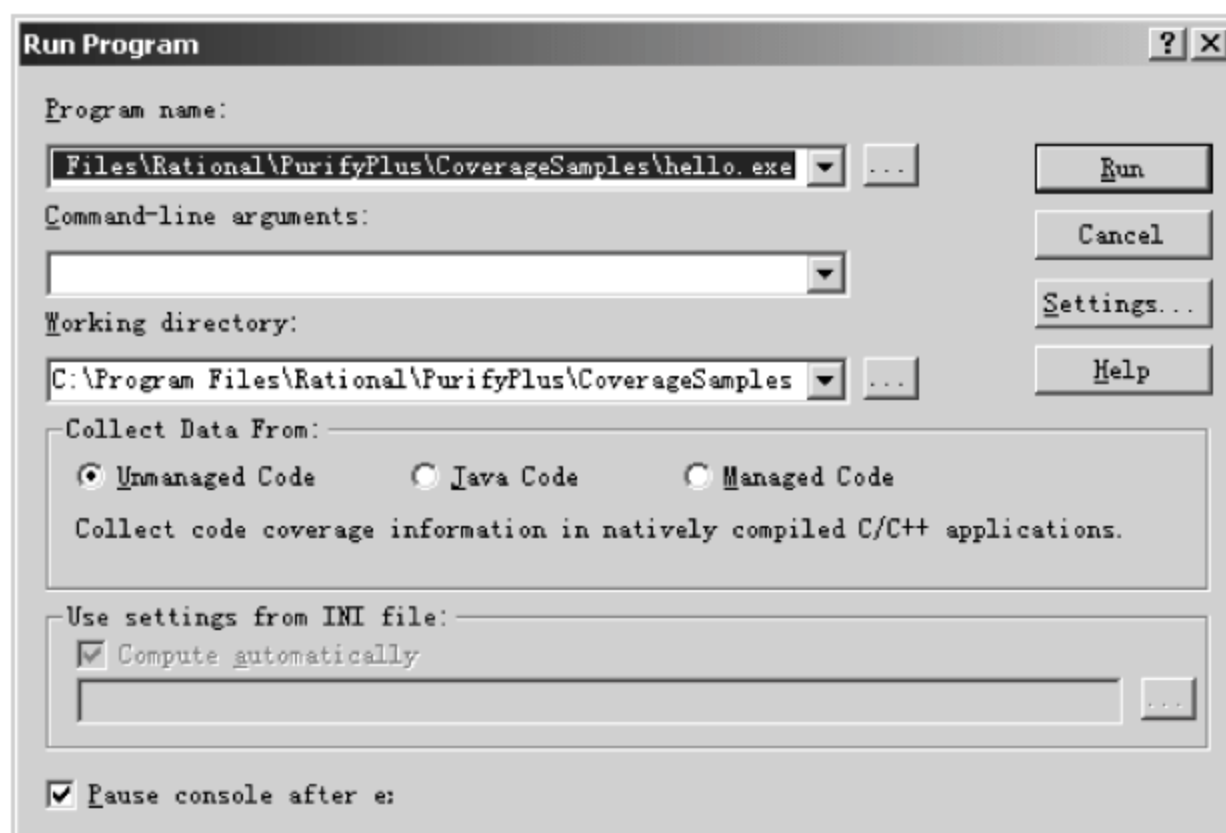 Run Program
Program name:
Files\Rational\PurifyPlus\CoverageSamples\hello.exe
...
Run
Command-line arguments:
Cancel
Settings...
Working directory:
C:\Program Files\Rational\PurifyPlus\CoverageSamples
...
Help
Collect Data From:
Unmanaged Code
Java Code
Managed Code
Collect code coverage information in natively compiled C/C++ applications.
Use settings from INI file:
Compute automatically
...
Pause console after e: